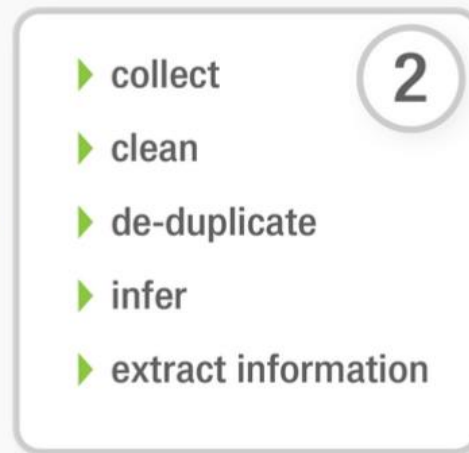 2
collect
clean
de-duplicate
infer
extract information